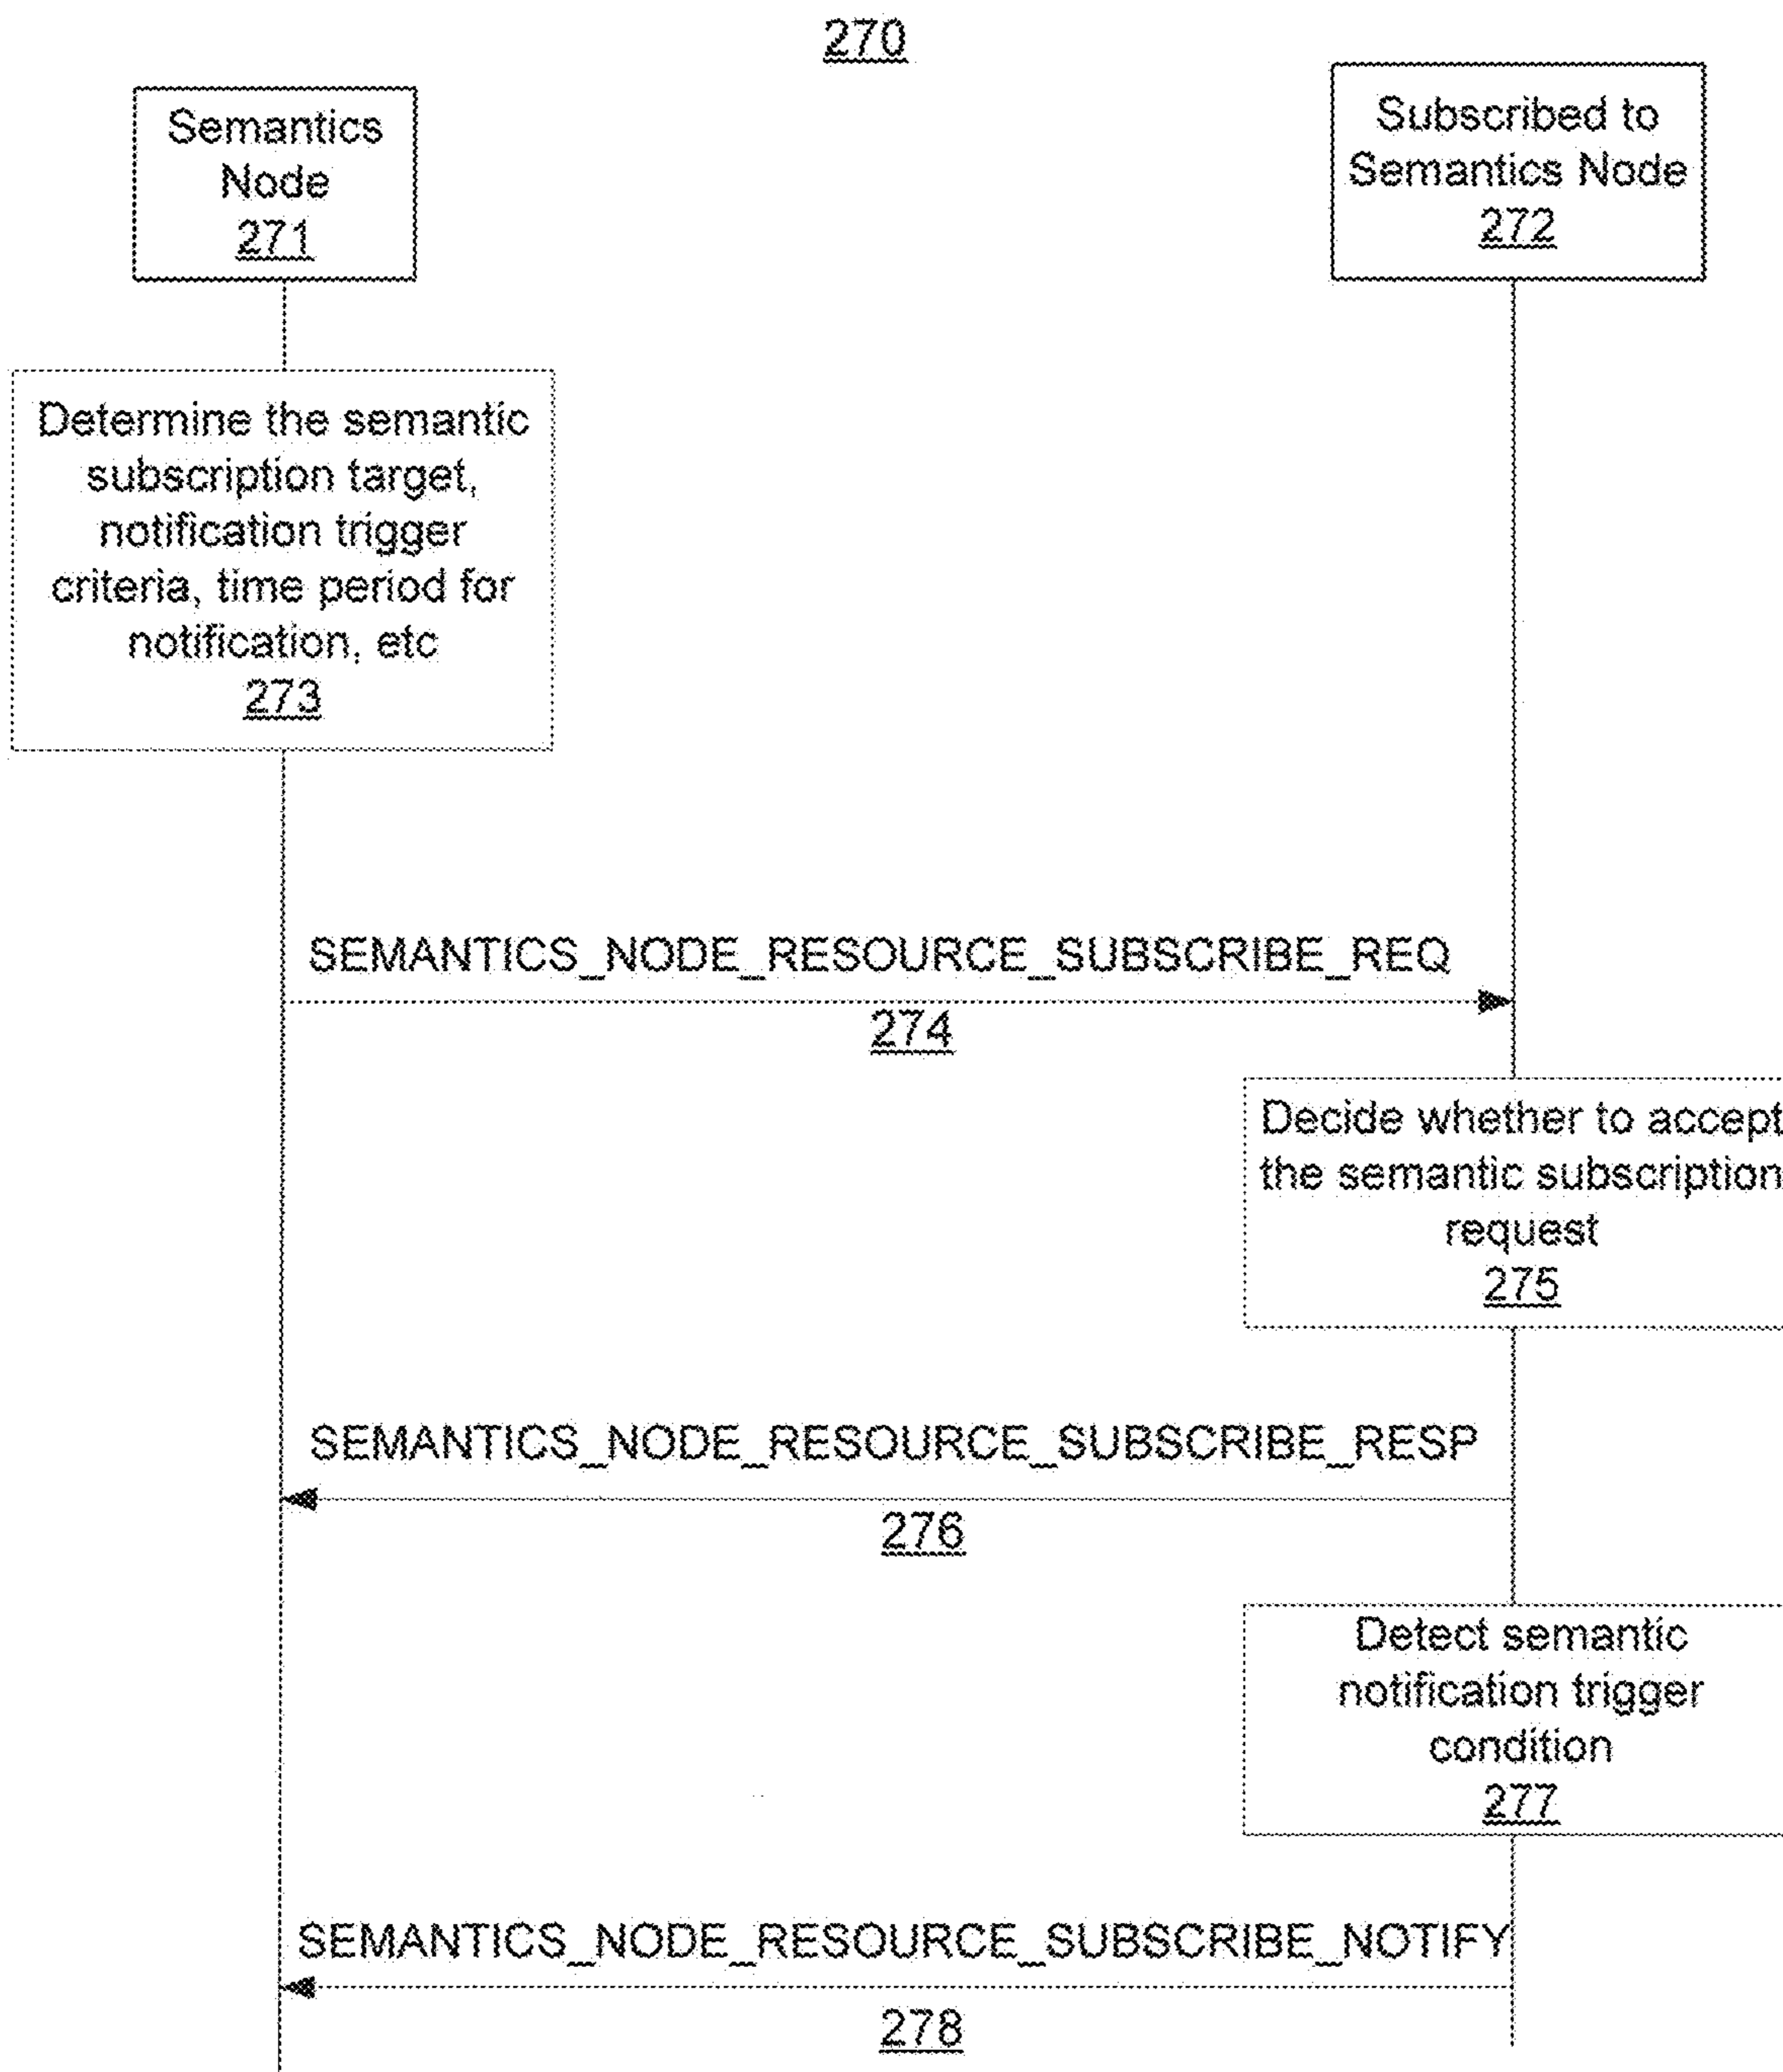 270
Semantics
Node
271
Subscribed to
Semantics Node
272
Determine the semantic
subscription target,
notification trigger
criteria, time period for
notification, etc
273
SEMANTICS_NODE_RESOURCE_SUBSCRIBE_REQ
274
Decide whether to accept
the semantic subscription
request
275
SEMANTICS_NODE_RESOURCE_SUBSCRIBE_RESP
276
Detect semantic
notification trigger
condition
277
SEMANTICS_NODE_RESOURCE_SUBSCRIBE_NOTIFY
278